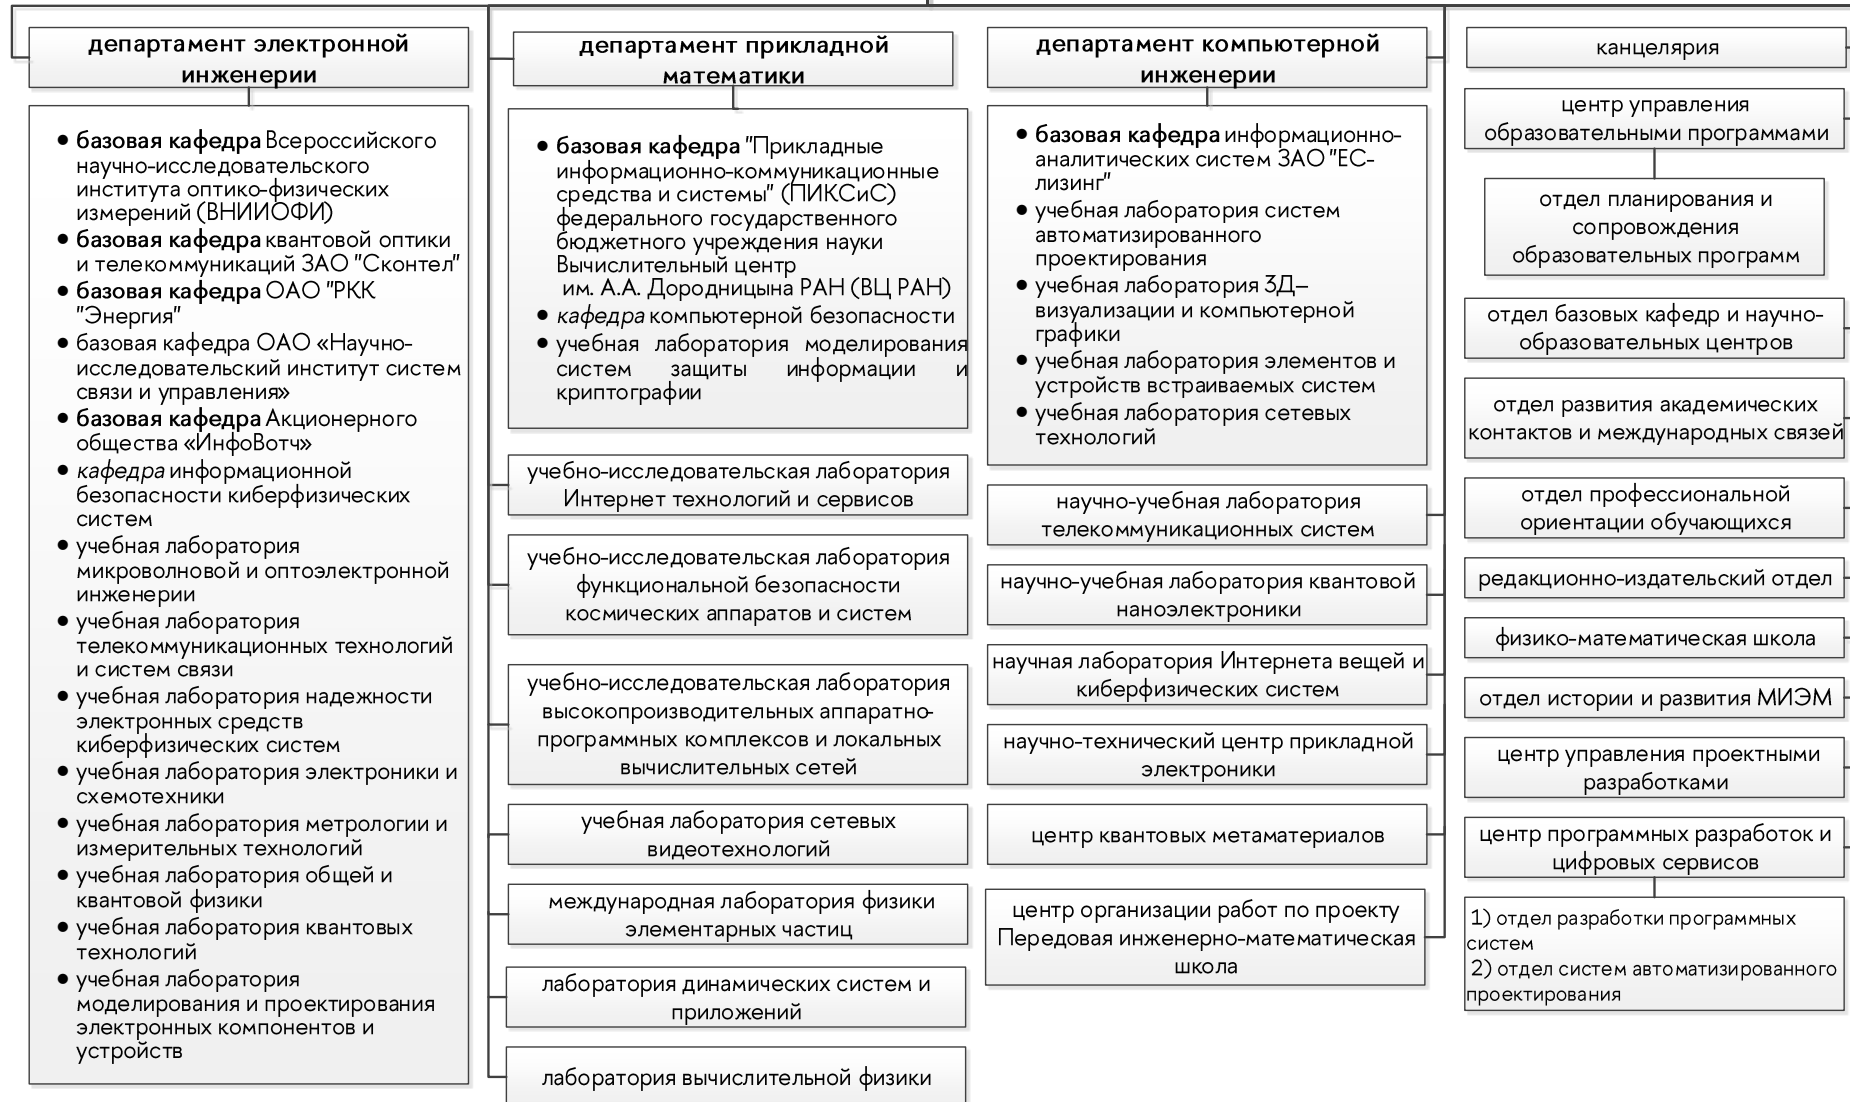 департамент электронной
инженерии
базовая кафедра Всероссийского
научно-исследовательского
института оптико-физических
измерений (ВНИИОФИ)
базовая кафедра квантовой оптики
и телекоммуникаций ЗАО "Сконтел"
базовая кафедра ОАО "РКК
"Энергия"
базовая кафедра ОАО «Научно-
исследовательский институт систем
связи и управления»
базовая кафедра Акционерного
общества «ИнфоВотч»
кафедра информационной
безопасности киберфизических
систем
учебная лаборатория
микроволновой и оптоэлектронной
инженерии
учебная лаборатория
телекоммуникационных технологий
и систем связи
учебная лаборатория надежности
электронных средств
киберфизических систем
учебная лаборатория электроники и
схемотехники
учебная лаборатория метрологии и
измерительных технологий
учебная лаборатория общей и
квантовой физики
учебная лаборатория квантовых
технологий
учебная лаборатория
моделирования и проектирования
электронных компонентов и
устройств
департамент прикладной
математики
базовая кафедра "Прикладные
информационно-коммуникационные
средства и системы" (ПИКСиС)
федерального государственного
бюджетного учреждения науки
Вычислительный центр
им. А.А. Дородницына РАН (ВЦ РАН)
кафедра компьютерной безопасности
учебная лаборатория моделирования
систем защиты информации и
криптографии
учебно-исследовательская лаборатория
Интернет технологий и сервисов
учебно-исследовательская лаборатория
функциональной безопасности
космических аппаратов и систем
учебно-исследовательская лаборатория
высокопроизводительных аппаратно-
программных комплексов и локальных
вычислительных сетей
учебная лаборатория сетевых
видеотехнологий
международная лаборатория физики
элементарных частиц
лаборатория динамических систем и
приложений
лаборатория вычислительной физики
департамент компьютерной
инженерии
базовая кафедра информационно-
аналитических систем ЗАО "ЕС-
лизинг"
учебная лаборатория систем
автоматизированного
проектирования
учебная лаборатория 3Д–
визуализации и компьютерной
графики
учебная лаборатория элементов и
устройств встраиваемых систем
учебная лаборатория сетевых
технологий
научно-учебная лаборатория
телекоммуникационных систем
научно-учебная лаборатория квантовой
наноэлектроники
научная лаборатория Интернета вещей и
киберфизических систем
научно-технический центр прикладной
электроники
центр квантовых метаматериалов
центр организации работ по проекту
Передовая инженерно-математическая
школа
канцелярия
центр управления
образовательными программами
отдел планирования и
сопровождения
образовательных программ
отдел базовых кафедр и научно-
образовательных центров
отдел развития академических
контактов и международных связей
отдел профессиональной
ориентации обучающихся
редакционно-издательский отдел
физико-математическая школа
отдел истории и развития МИЭМ
центр управления проектными
разработками
центр программных разработок и
цифровых сервисов
1) отдел разработки программных
систем
2) отдел систем автоматизированного
проектирования